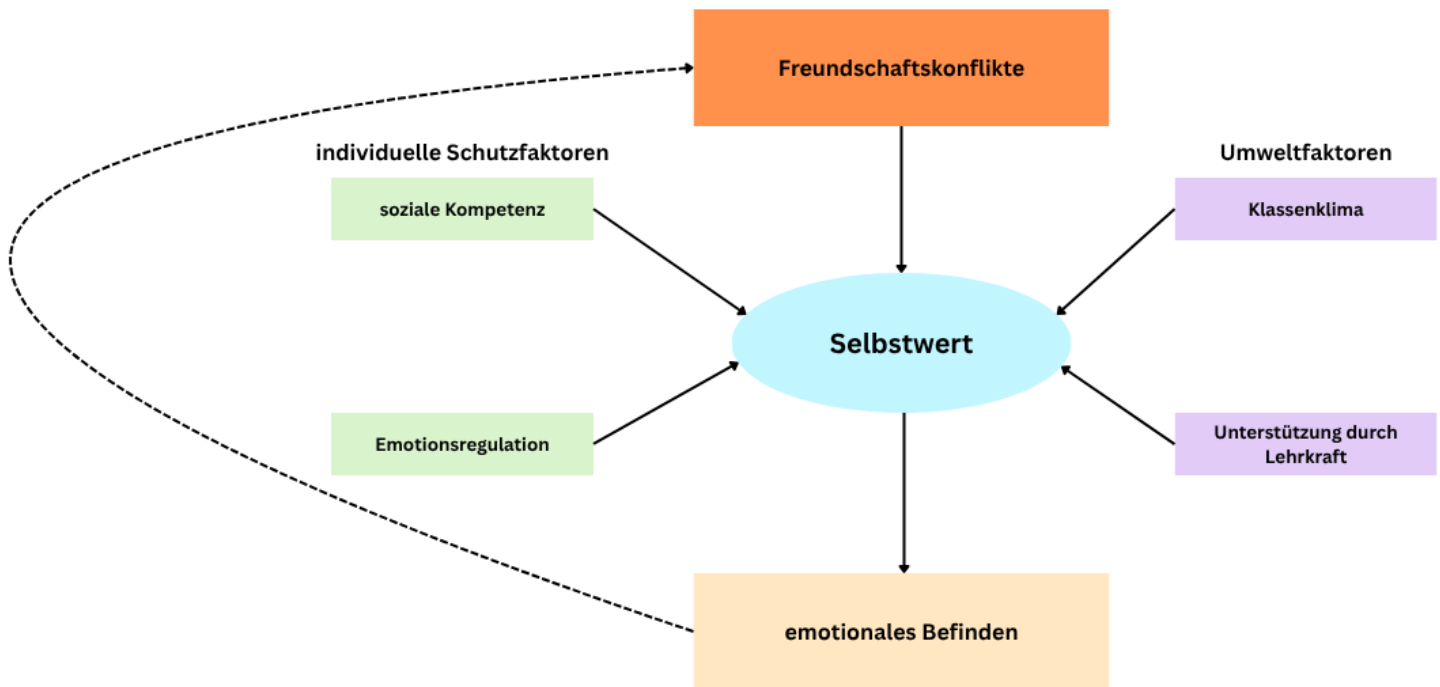 Freundschaftskonflikte
individuelle Schutzfaktoren
Umweltfaktoren
soziale Kompetenz
Klassenklima
Selbstwert
Emotionsregulation
Unterstützung durch
Lehrkraft
emotionales Befinden